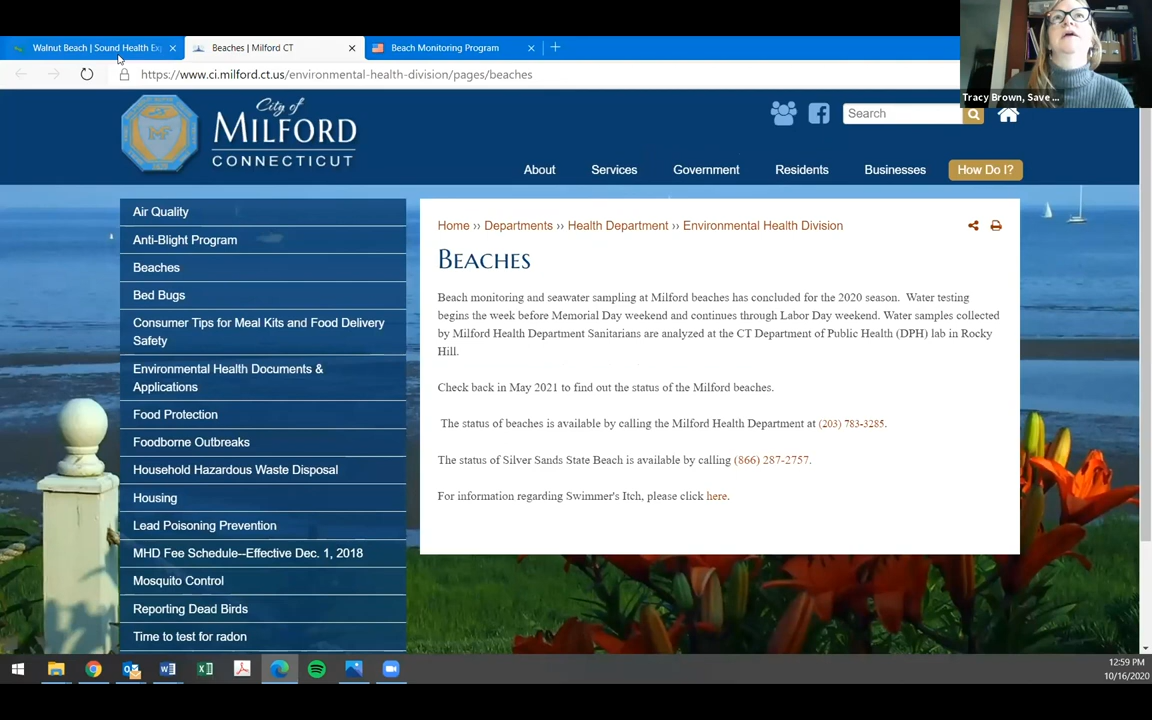 Walnut Beach | Sound Health Ex
Beaches | Milford CT
Beach Monitoring Program
https://www.ci.milford.ct.us/environmental-health-division/pages/beaches
Tracy Brown, Save ...
City of
MILFORD
CONNECTICUT
Search
About
Services
Government
Residents
Businesses
How Do I?
Air Quality
Anti-Blight Program
Beaches
Bed Bugs
Consumer Tips for Meal Kits and Food Delivery
Safety
Environmental Health Documents &
Applications
Food Protection
Foodborne Outbreaks
Household Hazardous Waste Disposal
Housing
Lead Poisoning Prevention
MHD Fee Schedule--Effective Dec. 1, 2018
Mosquito Control
Reporting Dead Birds
Time to test for radon
Home ›› Departments ›› Health Department ›› Environmental Health Division
BEACHES
Beach monitoring and seawater sampling at Milford beaches has concluded for the 2020 season. Water testing
begins the week before Memorial Day weekend and continues through Labor Day weekend. Water samples collected
by Milford Health Department Sanitarians are analyzed at the CT Department of Public Health (DPH) lab in Rocky
Hill.
Check back in May 2021 to find out the status of the Milford beaches.
The status of beaches is available by calling the Milford Health Department at (203) 783-3285.
The status of Silver Sands State Beach is available by calling (866) 287-2757.
For information regarding Swimmer's Itch, please click here.
12:59 PM
10/16/2020